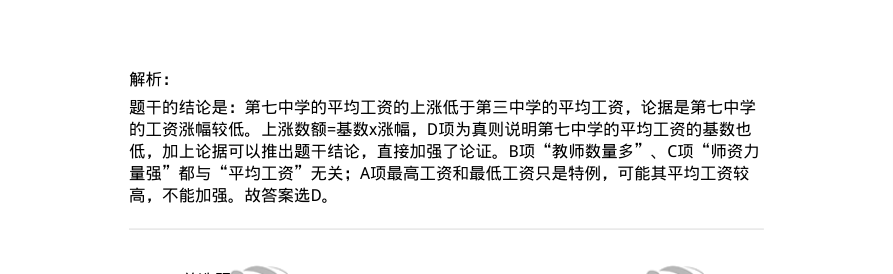 解析：
题干的结论是：第七中学的平均工资的上涨低于第三中学的平均工资，论据是第七中学
的工资涨幅较低。上涨数额=基数x涨幅，D项为真则说明第七中学的平均工资的基数也
低，加上论据可以推出题干结论，直接加强了论证。B项“教师数量多”、C项“师资力
量强”都与“平均工资”无关；A项最高工资和最低工资只是特例，可能其平均工资较
高，不能加强。故答案选D。